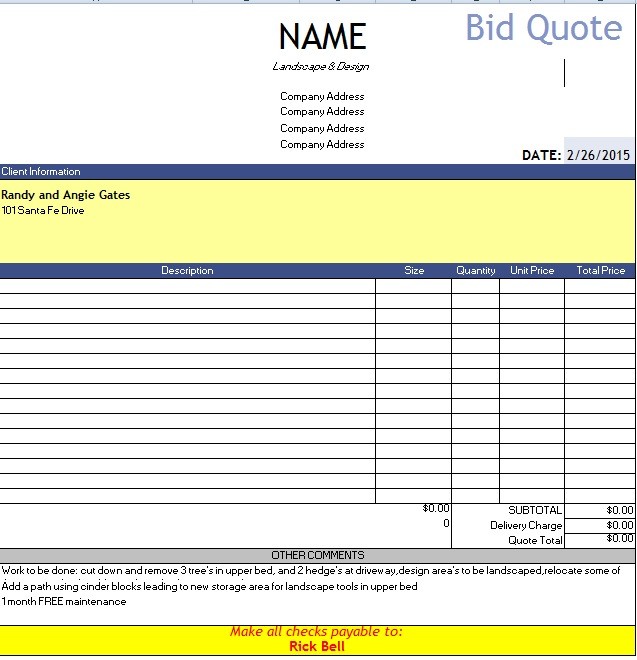 NAME
Bid Quote
Landscape & Design
Company Address
Company Address
Company Address
Company Address
DATE: 2/26/2015
Client Information
Randy and Angie Gates
101 Santa Fe Drive
Description Size Quantity Unit Price Total Price
$0.00 SUBTOTAL $0.00
0 Delivery Charge $0.00
Quote Total $0.00
OTHER COMMENTS
Work to be done: cut down and remove 3 tree's in upper bed, and 2 hedge's at driveway,design area's to be landscaped,relocate some of
Add a path using cinder blocks leading to new storage area for landscape tools in upper bed
1 month FREE maintenance
Make all checks payable to:
Rick Bell